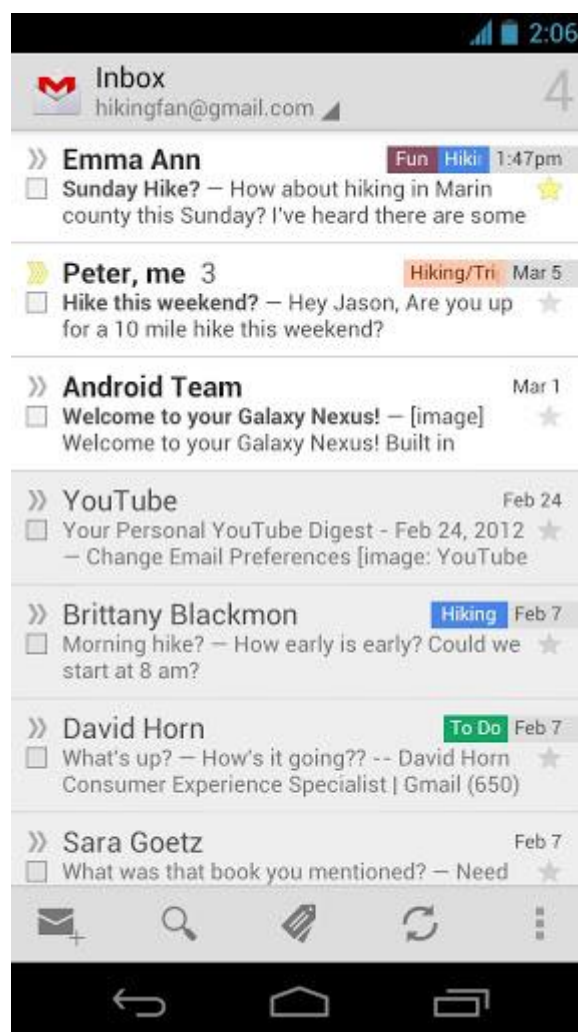 2:06
Inbox
hikingfan@gmail.com
4
Emma Ann Fun Hikin 1:47pm
Sunday Hike? — How about hiking in Marin
county this Sunday? I've heard there are some
Peter, me 3 Hiking/Tri Mar 5
Hike this weekend? — Hey Jason, Are you up
for a 10 mile hike this weekend?
Android Team Mar 1
Welcome to your Galaxy Nexus! — [image]
Welcome to your Galaxy Nexus! Built in
YouTube Feb 24
Your Personal YouTube Digest - Feb 24, 2012
— Change Email Preferences [image: YouTube
Brittany Blackmon Hiking Feb 7
Morning hike? — How early is early? Could we
start at 8 am?
David Horn To Do Feb 7
What's up? — How's it going?? -- David Horn
Consumer Experience Specialist | Gmail (650)
Sara Goetz Feb 7
What was that book you mentioned? — Need